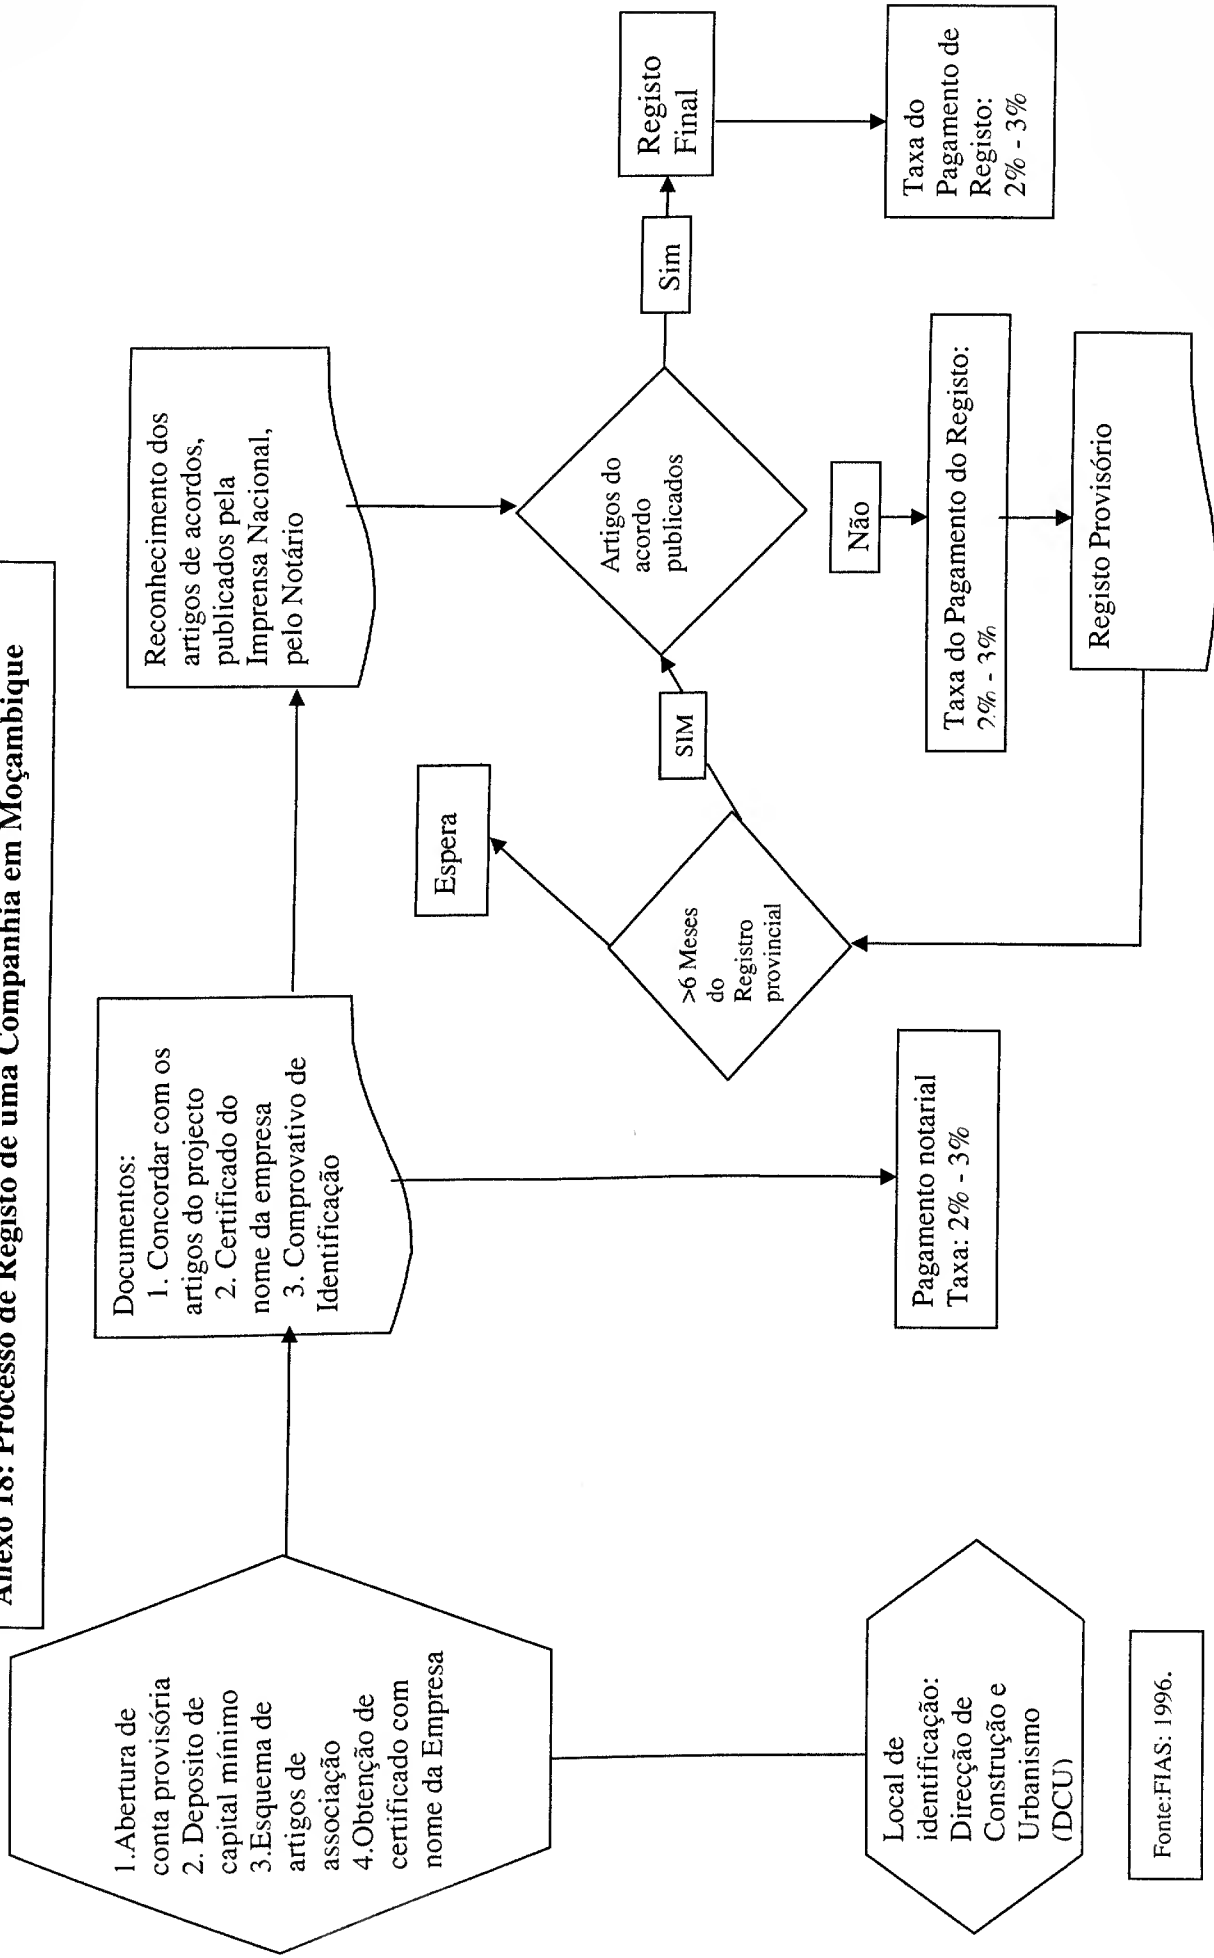 Anexo 18: Processo de Registo de uma Companhia em Moçambique
1.Abertura de
conta provisória
2. Deposito de
capital mínimo
3.Esquema de
artigos de
associação
4.Obtenção de
certificado com
nome da Empresa
Documentos:
1. Concordar com os
artigos do projecto
2. Certificado do
nome da empresa
3. Comprovativo de
Identificação
Reconhecimento dos
artigos de acordos,
publicados pela
Imprensa Nacional,
pelo Notário
Espera
>6 Meses
do
Registro
provincial
SIM
Artigos do
acordo
publicados
Sim
Registo
Final
Taxa do
Pagamento de
Registo:
2% - 3%
Não
Taxa do Pagamento do Registo:
2% - 3%
Registo Provisório
Pagamento notarial
Taxa: 2% - 3%
Local de
identificação:
Direcção de
Construção e
Urbanismo
(DCU)
Fonte:FIAS: 1996.